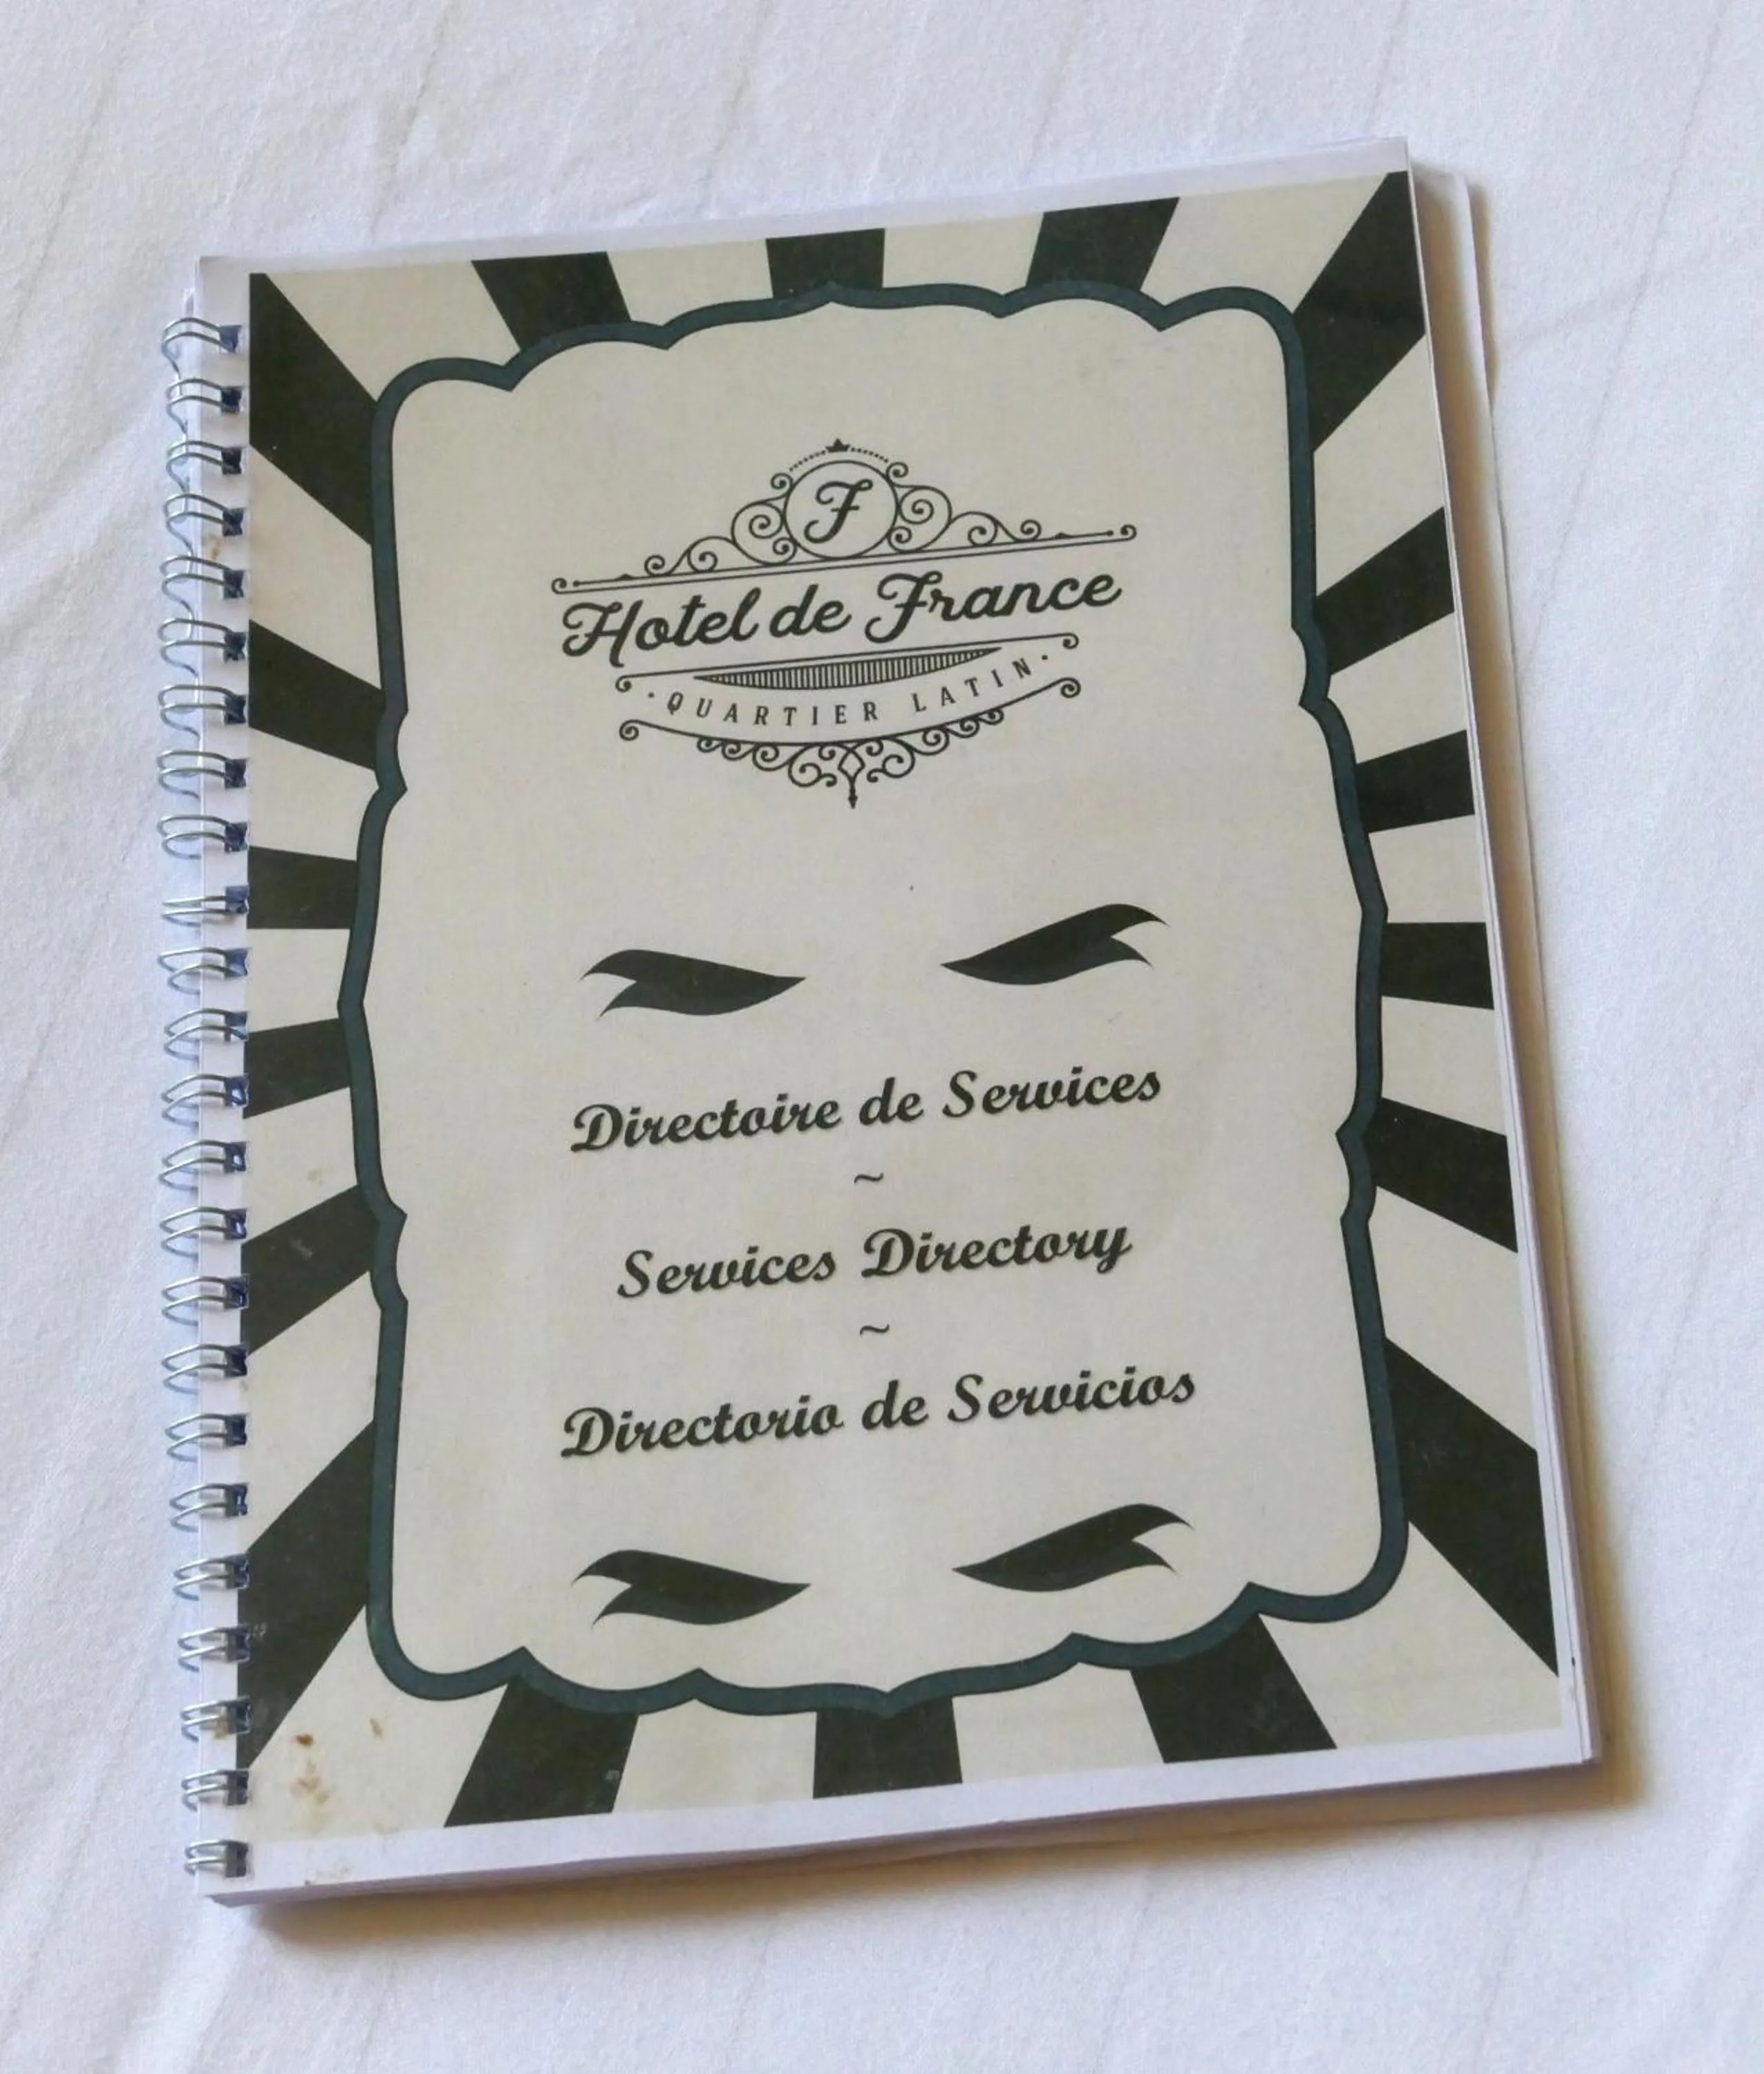 F
Hotel de France
· QUARTIER LATIN ·
Directoire de Services
~
Services Directory
~
Directorio de Servicios